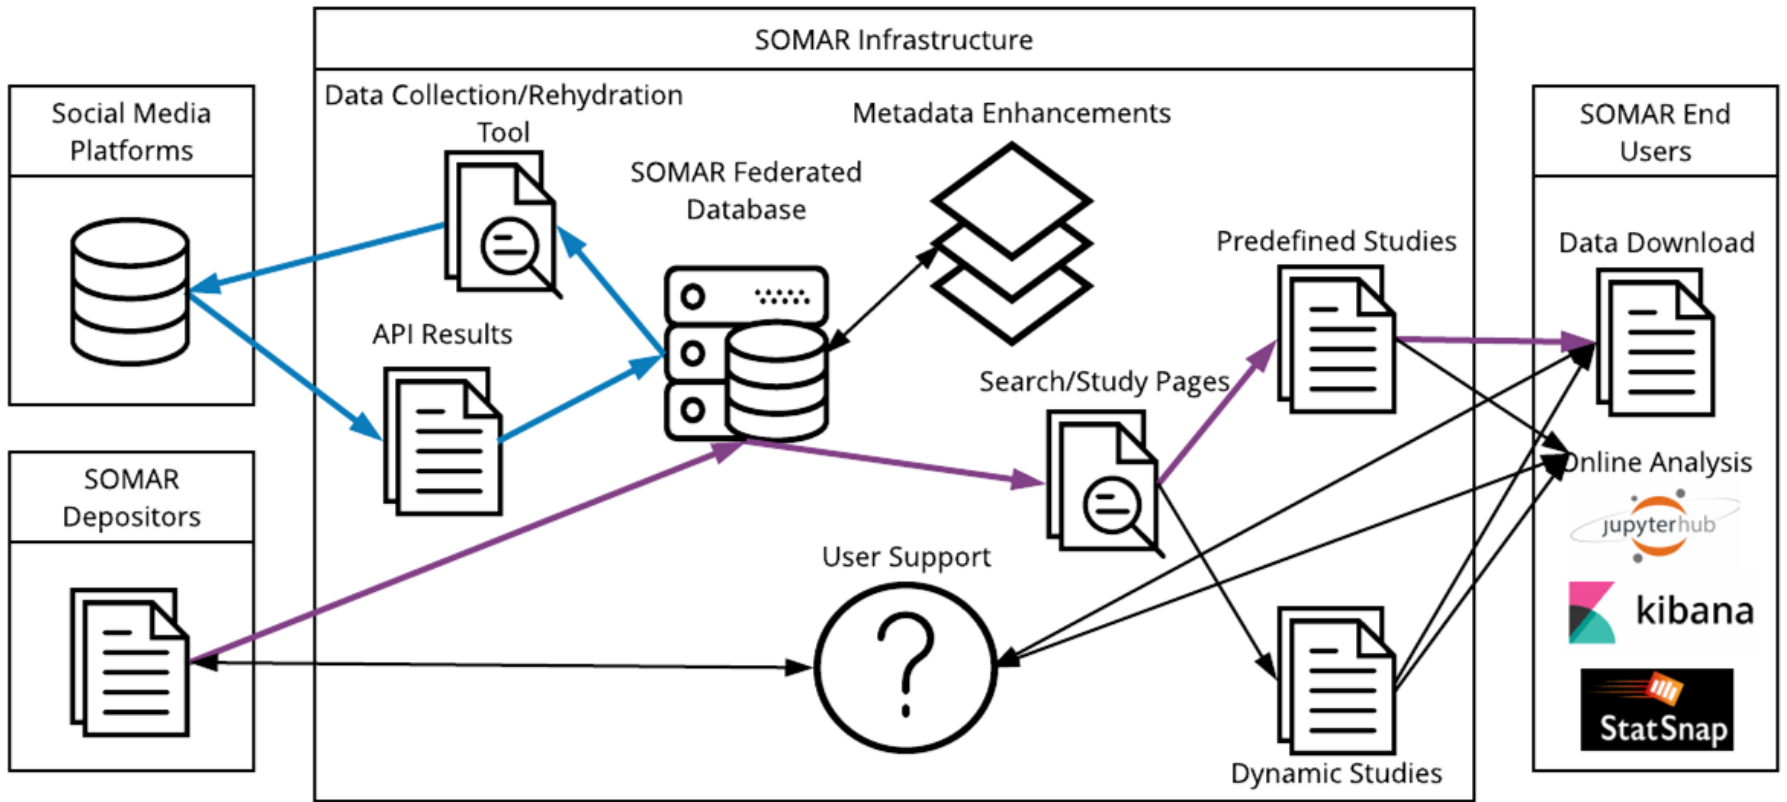 SOMAR Infrastructure
Social Media
Platforms
Data Collection/Rehydration
Tool
SOMAR Federated
Database
Metadata Enhancements
API Results
Search/Study Pages
Predefined Studies
SOMAR End
Users
Data Download
Online Analysis
jupyterhub
kibana
StatSnap
SOMAR
Depositors
User Support
?
Dynamic Studies